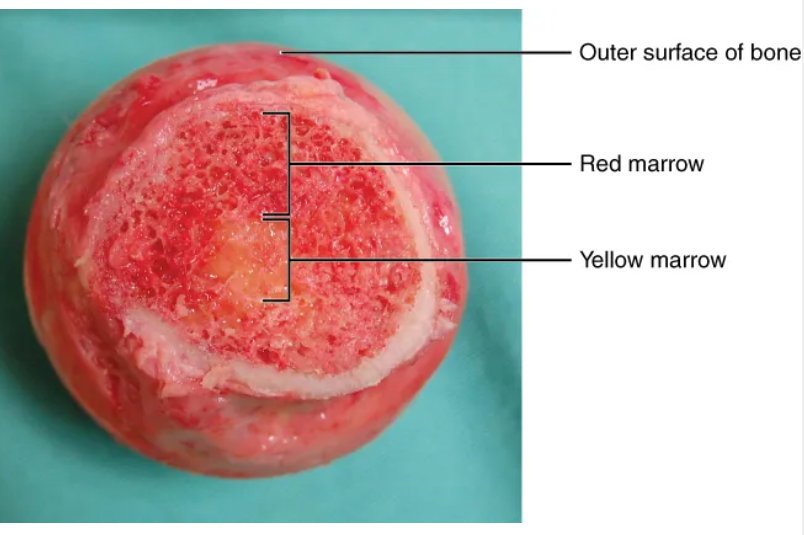 Outer surface of bone
Red marrow
Yellow marrow